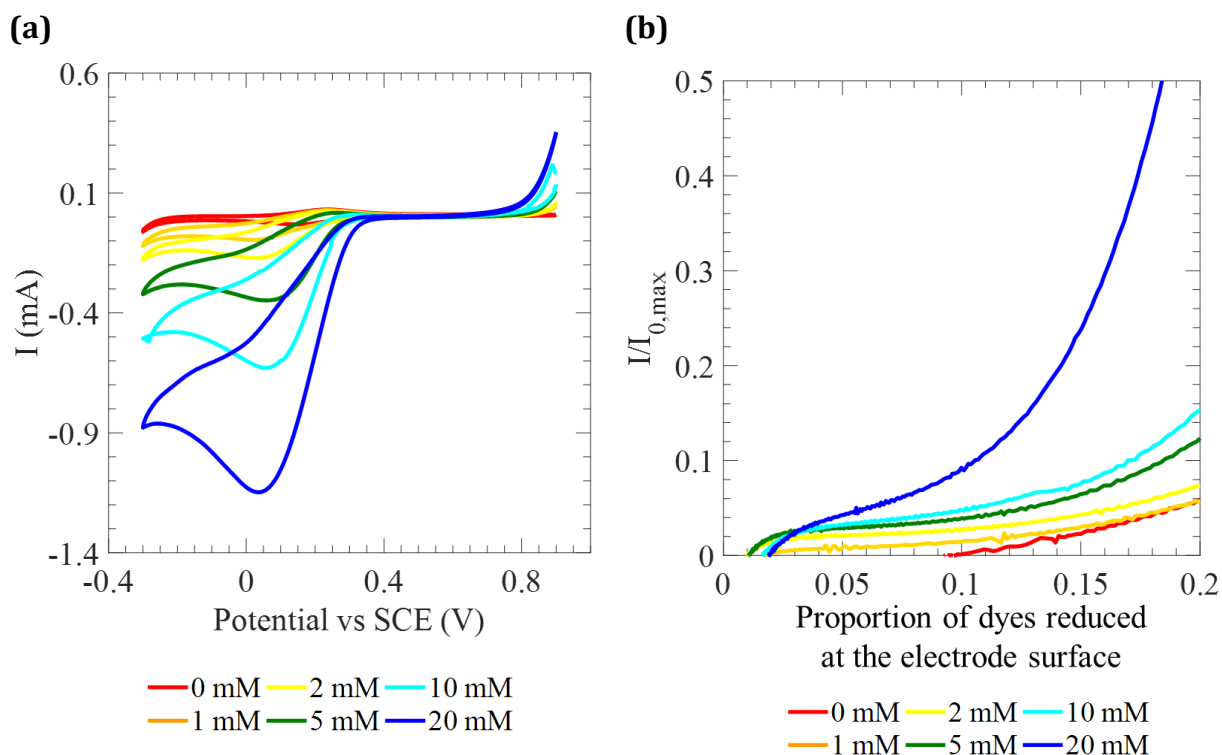 (a)
0.6
0.1
-0.4
-0.9
-1.4
I (mA)
-0.4 0 0.4 0.8
Potential vs SCE (V)
0 mM 2 mM 10 mM
1 mM 5 mM 20 mM
(b)
0.5
0.4
0.3
0.2
0.1
0
I/I0,max
0 0.05 0.1 0.15 0.2
Proportion of dyes reduced
at the electrode surface
0 mM 2 mM 10 mM
1 mM 5 mM 20 mM